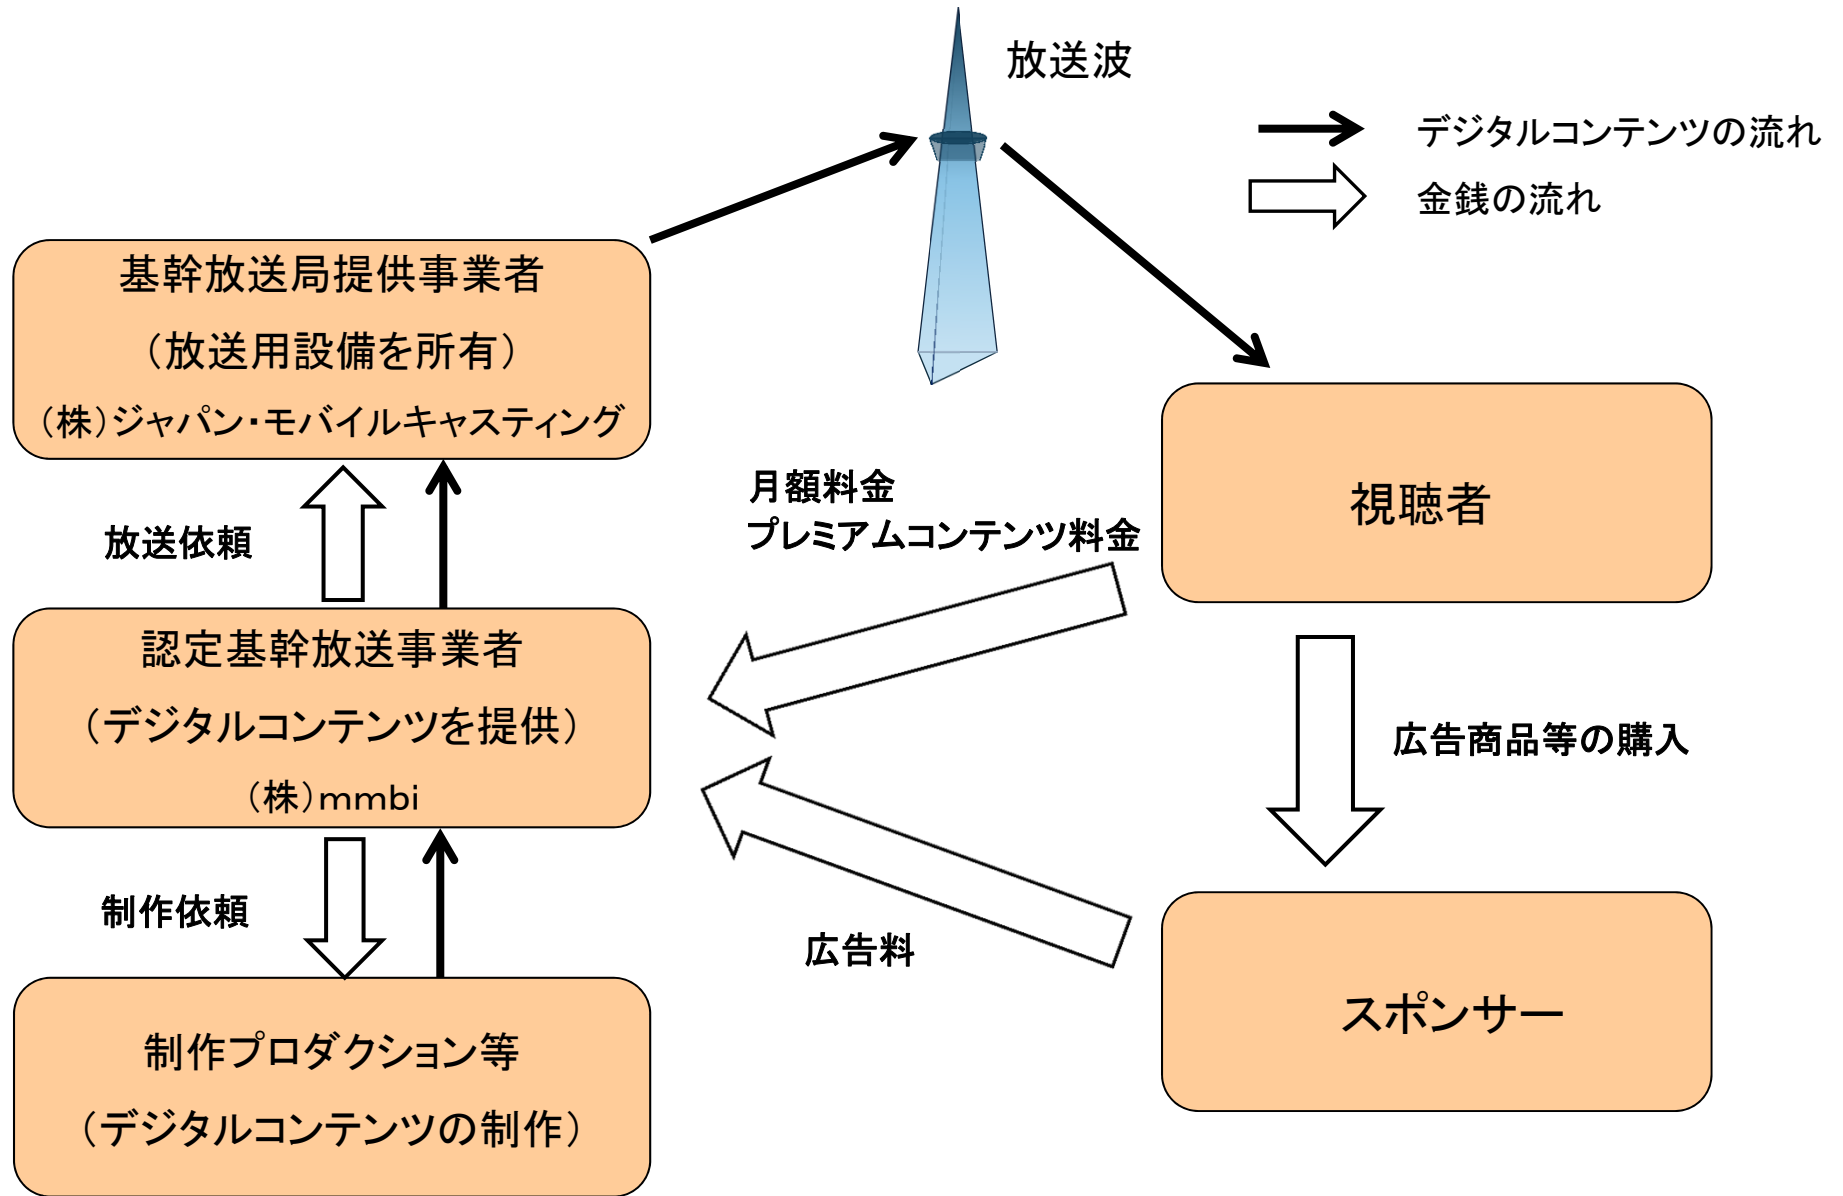 放送波
デジタルコンテンツの流れ
金銭の流れ
基幹放送局提供事業者
（放送用設備を所有）
（株）ジャパン・モバイルキャスティング
放送依頼
認定基幹放送事業者
（デジタルコンテンツを提供）
（株）mmbi
制作依頼
制作プロダクション等
（デジタルコンテンツの制作）
月額料金
プレミアムコンテンツ料金
広告料
視聴者
広告商品等の購入
スポンサー